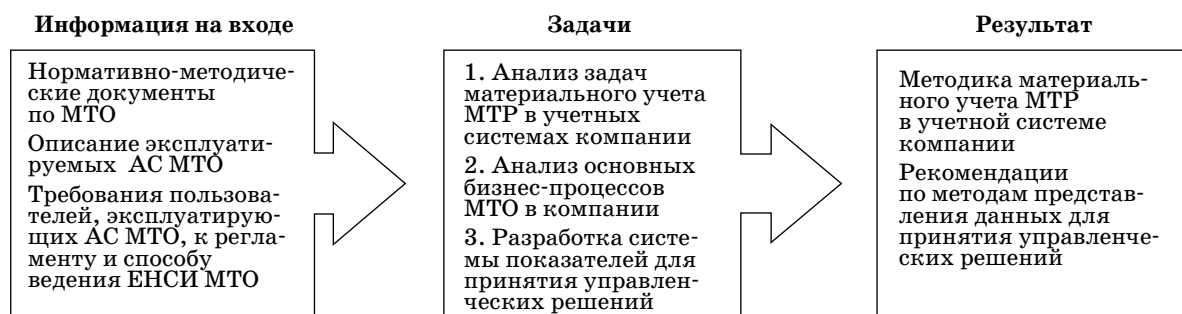 Информация на входе
Нормативно-методиче-
ские документы
по МТО
Описание эксплуати-
руемых АС МТО
Требования пользова-
телей, эксплуатирую-
щих АС МТО, к регла-
менту и способу
ведения ЕНСИ МТО
Задачи
1. Анализ задач
материального учета
МТР в учетных
системах компании
2. Анализ основных
бизнес-процессов
МТО в компании
3. Разработка систе-
мы показателей для
принятия управлен-
ческих решений
Результат
Методика материаль-
ного учета МТР
в учетной системе
компании
Рекомендации
по методам представ-
ления данных для
принятия управленче-
ских решений